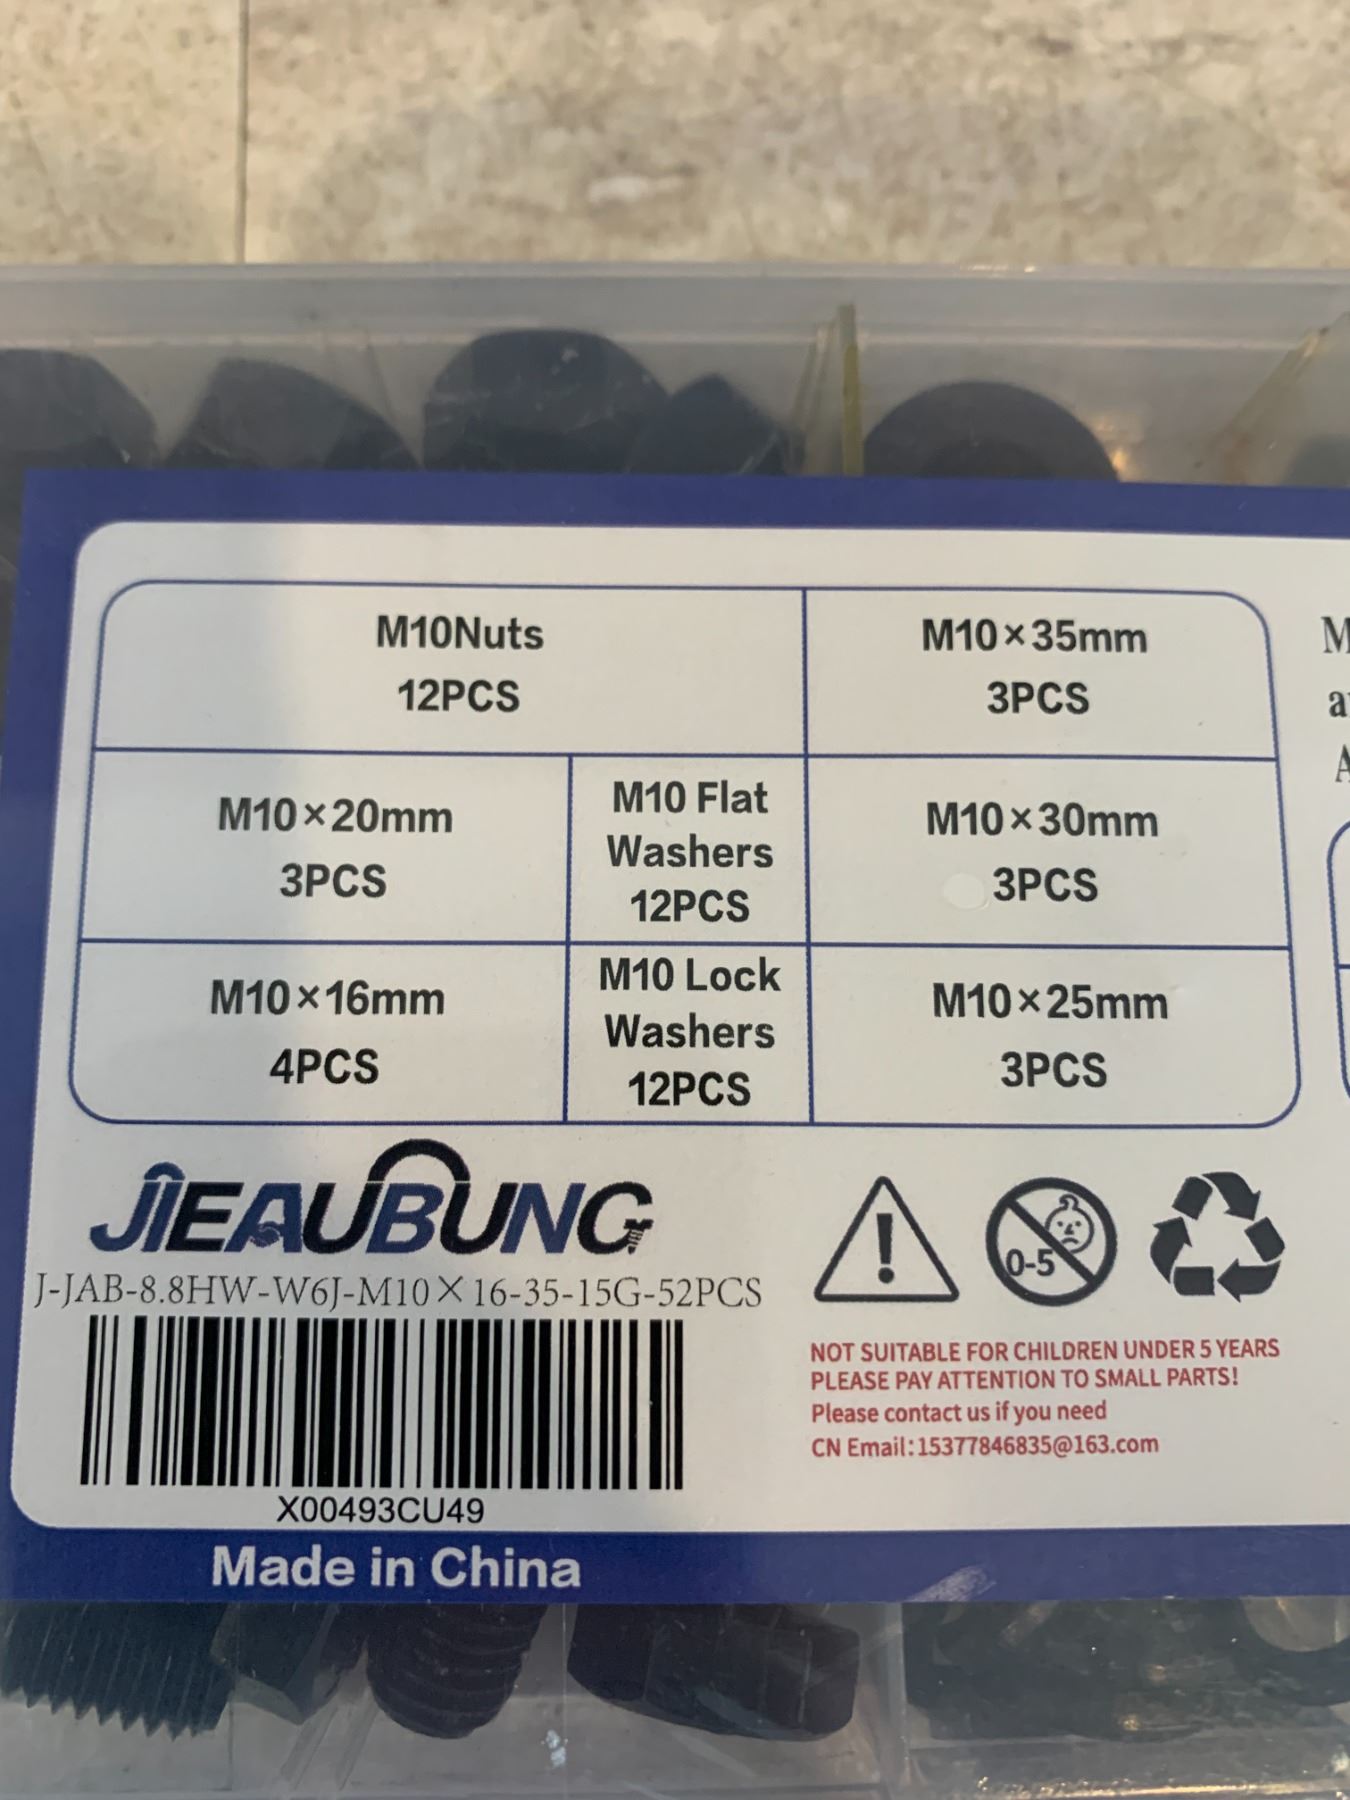 M10Nuts
12PCS
M10×35mm
3PCS
M10×20mm
3PCS
M10 Flat
Washers
12PCS
M10×30mm
3PCS
M10×16mm
4PCS
M10 Lock
Washers
12PCS
M10×25mm
3PCS
JIEAUBUNG
J-JAB-8.8HW-W6J-M10×16-35-15G-52PCS
X00493CU49
Made in China
0-5
NOT SUITABLE FOR CHILDREN UNDER 5 YEARS
PLEASE PAY ATTENTION TO SMALL PARTS!
Please contact us if you need
CN Email:15377846835@163.com